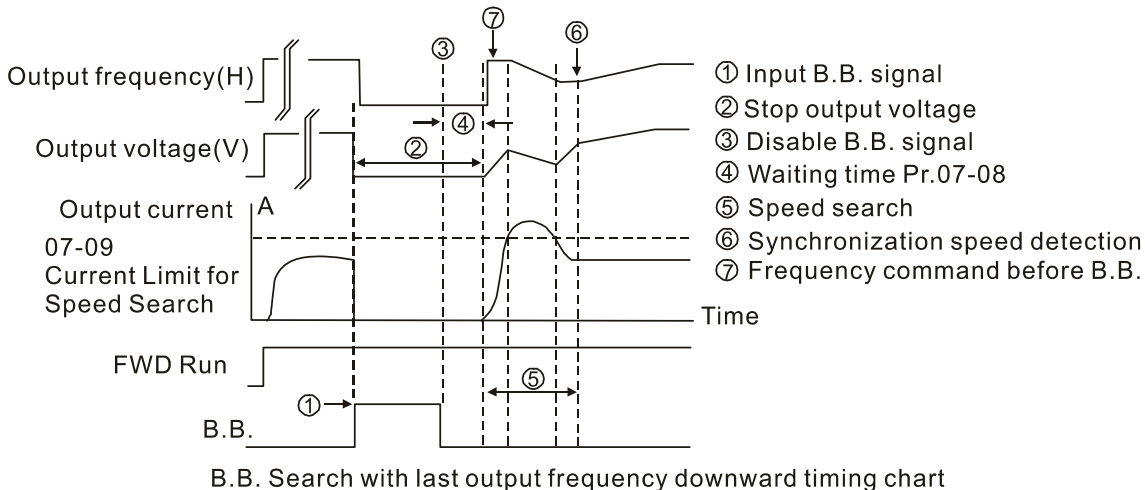 ⑦
⑥
③
Output frequency(H)
④
②
Output voltage(V)
① Input B.B. signal
② Stop output voltage
③ Disable B.B. signal
④ Waiting time Pr.07-08
⑤ Speed search
⑥ Synchronization speed detection
⑦ Frequency command before B.B.
Output current
A
07-09
Current Limit for
Speed Search
Time
FWD Run
⑤
①
B.B.
B.B. Search with last output frequency downward timing chart